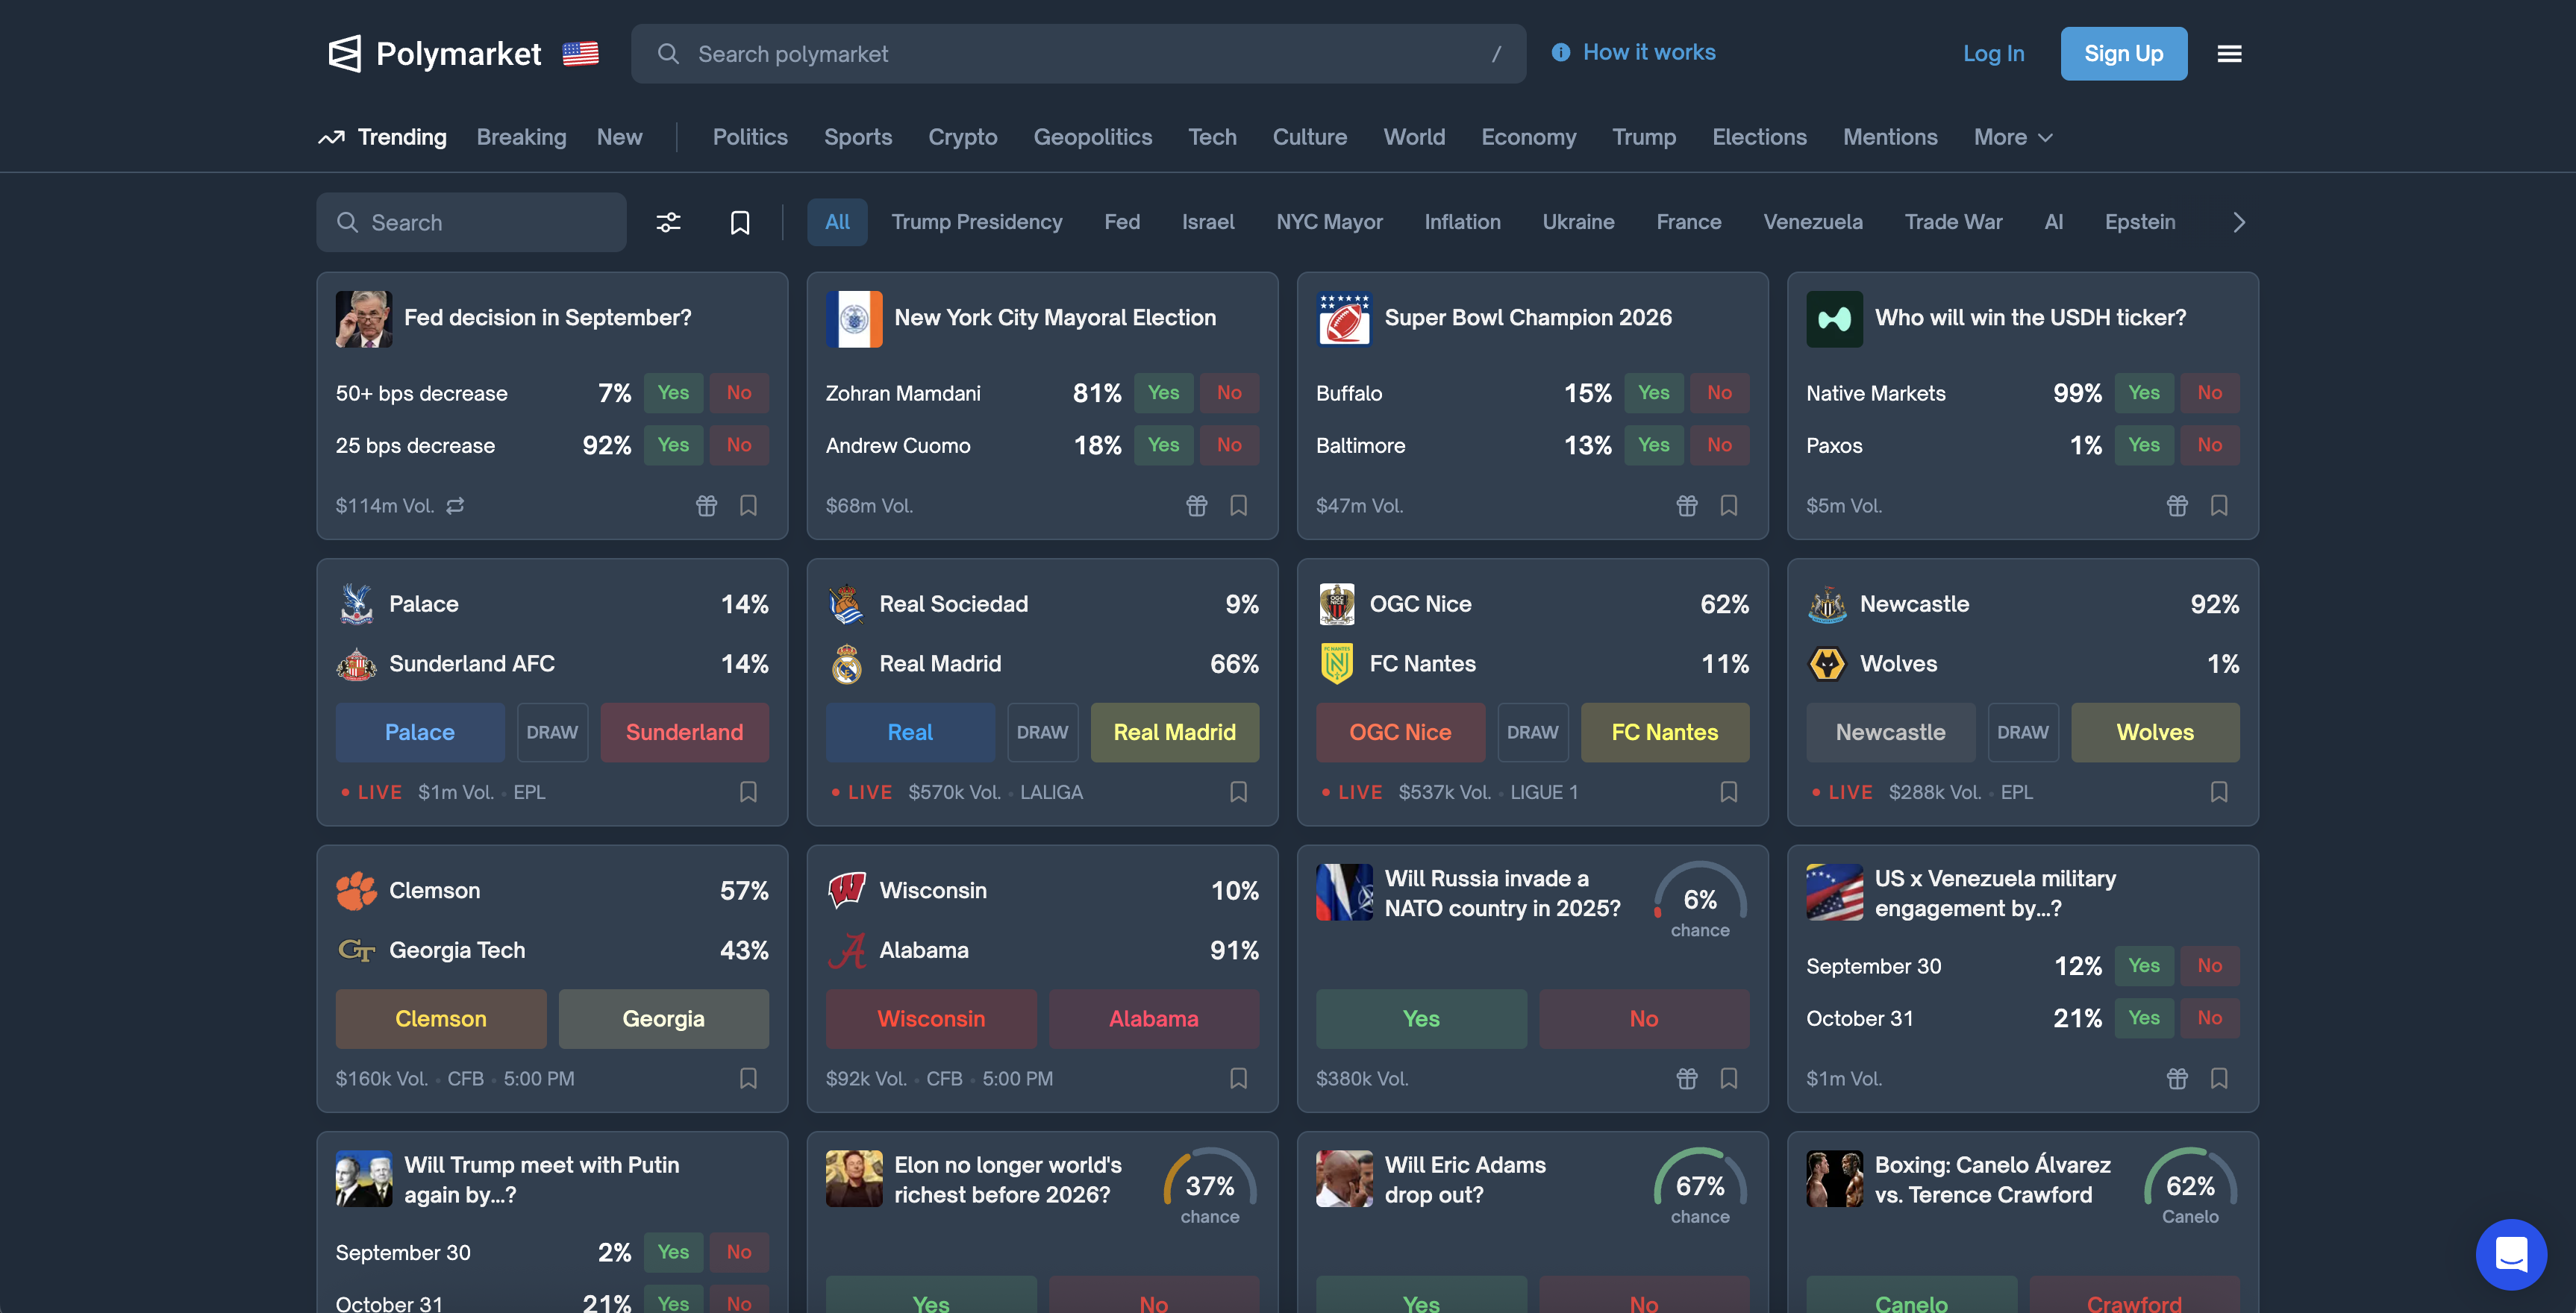 Polymarket
Search polymarket /
How it works
Log In
Sign Up
Trending Breaking New Politics Sports Crypto Geopolitics Tech Culture World Economy Trump Elections Mentions More
Search
All Trump Presidency Fed Israel NYC Mayor Inflation Ukraine France Venezuela Trade War AI Epstein
Fed decision in September?
50+ bps decrease 7% Yes No
25 bps decrease 92% Yes No
$114m Vol.
New York City Mayoral Election
Zohran Mamdani 81% Yes No
Andrew Cuomo 18% Yes No
$68m Vol.
Super Bowl Champion 2026
Buffalo 15% Yes No
Baltimore 13% Yes No
$47m Vol.
Who will win the USDH ticker?
Native Markets 99% Yes No
Paxos 1% Yes No
$5m Vol.
Palace 14%
Sunderland AFC 14%
Palace DRAW Sunderland
LIVE $1m Vol. EPL
Real Sociedad 9%
Real Madrid 66%
Real DRAW Real Madrid
LIVE $570k Vol. LALIGA
OGC Nice 62%
FC Nantes 11%
OGC Nice DRAW FC Nantes
LIVE $537k Vol. LIGUE 1
Newcastle 92%
Wolves 1%
Newcastle DRAW Wolves
LIVE $288k Vol. EPL
Clemson 57%
Georgia Tech 43%
Clemson Georgia
$160k Vol. CFB 5:00 PM
Wisconsin 10%
Alabama 91%
Wisconsin Alabama
$92k Vol. CFB 5:00 PM
Will Russia invade a
NATO country in 2025?
6%
chance
Yes No
$380k Vol.
US x Venezuela military
engagement by...?
September 30 12% Yes No
October 31 21% Yes No
$1m Vol.
Will Trump meet with Putin
again by...?
September 30 2% Yes No
October 31 21% Yes No
Elon no longer world's
richest before 2026?
37%
chance
Yes No
Will Eric Adams
drop out?
67%
chance
Yes No
Boxing: Canelo Álvarez
vs. Terence Crawford
62%
Canelo
Canelo Crawford